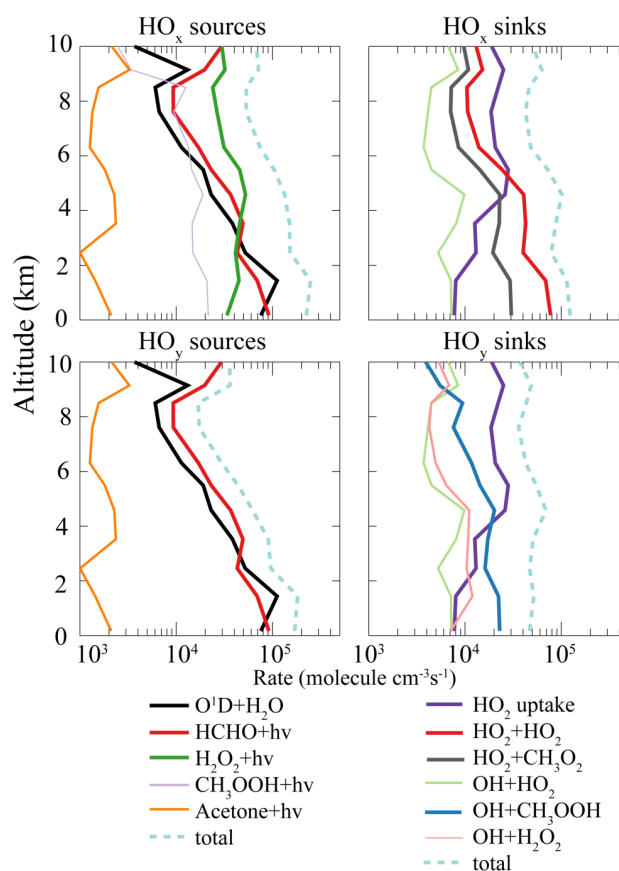 HOₓ sources HOₓ sinks
10
8
6
4
2
0
HOᵧ sources HOᵧ sinks
10
8
6
4
2
0
Altitude (km)
10³ 10⁴ 10⁵ 10³ 10⁴ 10⁵
Rate (molecule cm⁻³s⁻¹)
O¹D+H₂O
HCHO+hv
H₂O₂+hv
CH₃OOH+hv
Acetone+hv
total
HO₂ uptake
HO₂+HO₂
HO₂+CH₃O₂
OH+HO₂
OH+CH₃OOH
OH+H₂O₂
total